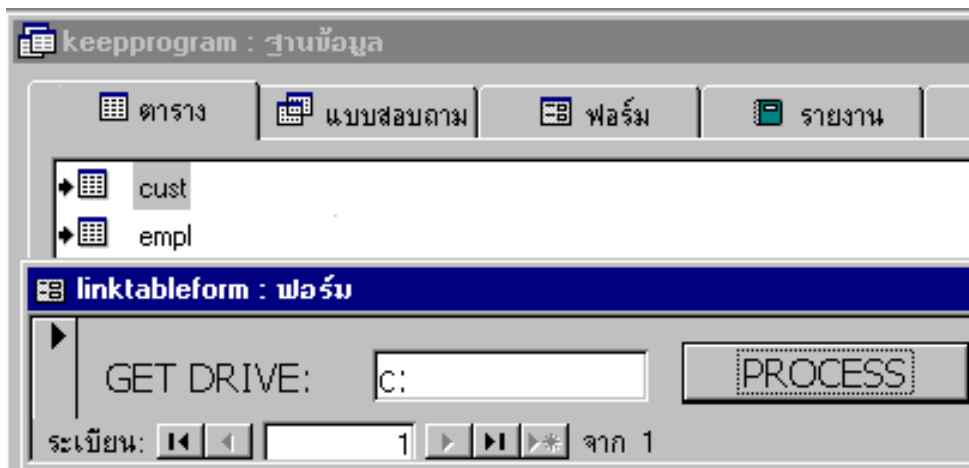 keepprogram : ฐานข้อมูล
ตาราง แบบสอบถาม ฟอร์ม รายงาน
cust
empl
linktableform : ฟอร์ม
GET DRIVE: c: PROCESS
ระเบียน: 1 จาก 1